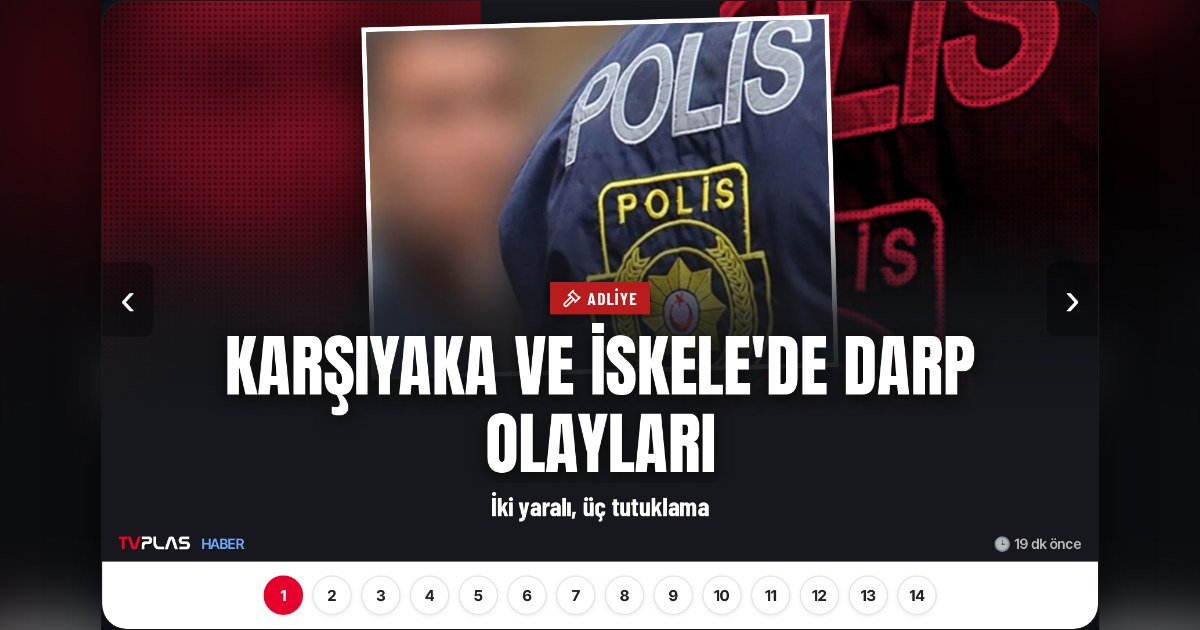 POLİS
POLİS
LİS
İS
ADLİYE
KARŞIYAKA VE İSKELE'DE DARP
OLAYLARI
İki yaralı, üç tutuklama
TVPLAS HABER
19 dk önce
1 2 3 4 5 6 7 8 9 10 11 12 13 14